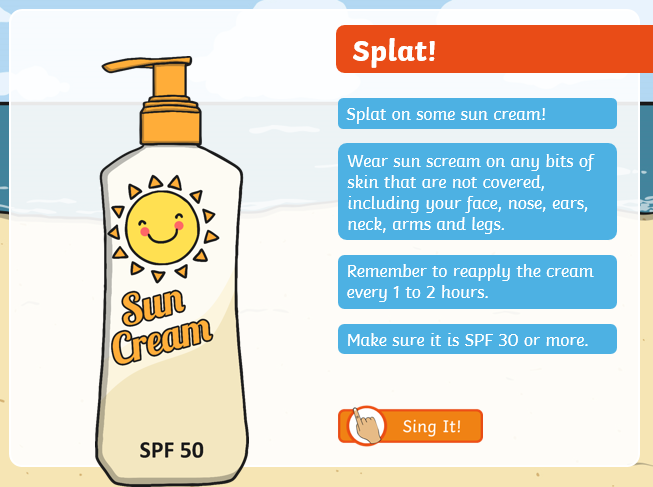 Splat!
Splat on some sun cream!
Wear sun scream on any bits of
skin that are not covered,
including your face, nose, ears,
neck, arms and legs.
Remember to reapply the cream
every 1 to 2 hours.
Make sure it is SPF 30 or more.
Sing It!
Sun
Cream
SPF 50